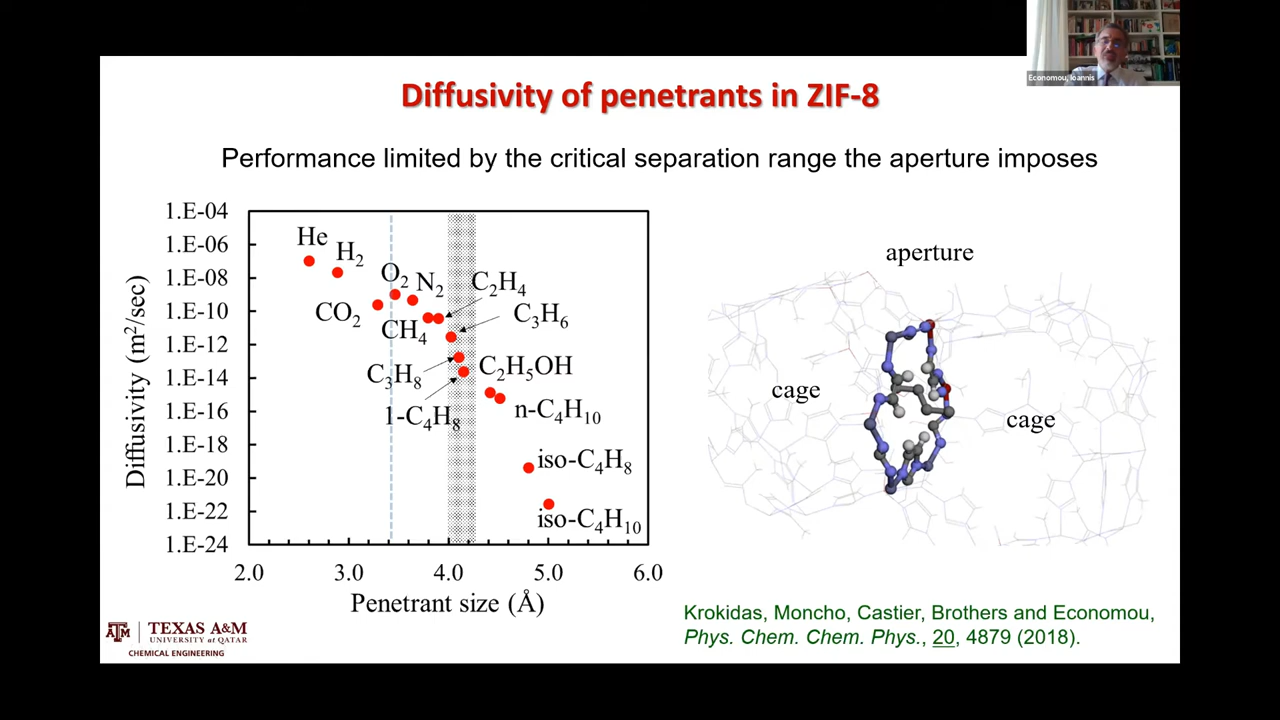 Economou, Ioannis
Diffusivity of penetrants in ZIF-8
Performance limited by the critical separation range the aperture imposes
1.E-04
1.E-06
1.E-08
1.E-10
1.E-12
1.E-14
1.E-16
1.E-18
1.E-20
1.E-22
1.E-24
Diffusivity (m²/sec)
He
H₂
O₂
N₂
C₂H₄
CO₂
CH₄
C₃H₆
C₃H₈
C₂H₅OH
1-C₄H₈
n-C₄H₁₀
iso-C₄H₈
iso-C₄H₁₀
2.0 3.0 4.0 5.0 6.0
Penetrant size (Å)
aperture
cage
cage
Krokidas, Moncho, Castier, Brothers and Economou,
Phys. Chem. Chem. Phys., 20, 4879 (2018).
ĀTM
TEXAS A&M
UNIVERSITY at QATAR
CHEMICAL ENGINEERING